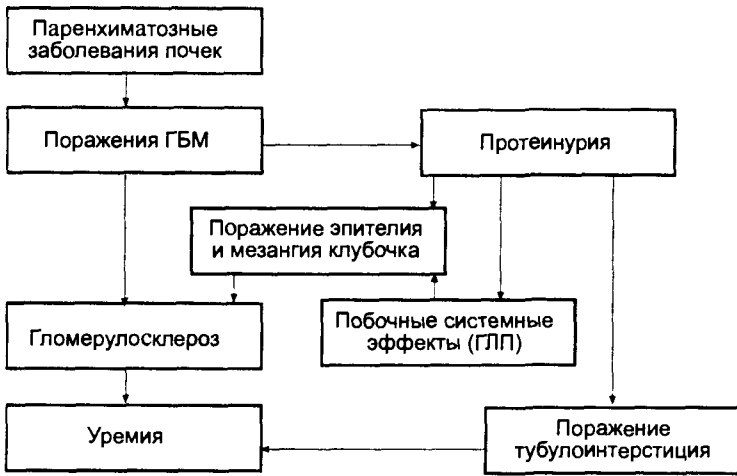 Паренхиматозные
заболевания почек
Поражения ГБМ
Протеинурия
Поражение эпителия
и мезангия клубочка
Гломерулосклероз
Побочные системные
эффекты (ГЛП)
Уремия
Поражение
тубулоинтерстиция